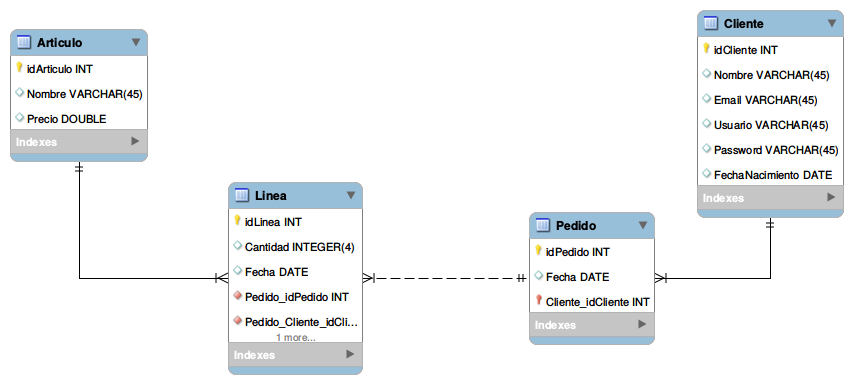 Articulo
idArticulo INT
Nombre VARCHAR(45)
Precio DOUBLE
Indexes
Linea
idLinea INT
Cantidad INTEGER(4)
Fecha DATE
Pedido_idPedido INT
Pedido_Cliente_idCli...
1 more...
Indexes
Pedido
idPedido INT
Fecha DATE
Cliente_idCliente INT
Indexes
Cliente
idCliente INT
Nombre VARCHAR(45)
Email VARCHAR(45)
Usuario VARCHAR(45)
Password VARCHAR(45)
FechaNacimiento DATE
Indexes